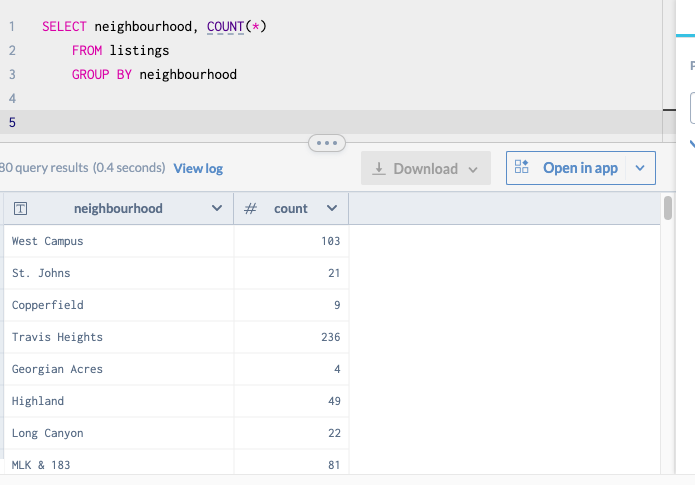 1 SELECT neighbourhood, COUNT(*)
2 FROM listings
3 GROUP BY neighbourhood
4
5
80 query results (0.4 seconds) View log Download Open in app
neighbourhood # count
West Campus 103
St. Johns 21
Copperfield 9
Travis Heights 236
Georgian Acres 4
Highland 49
Long Canyon 22
MLK & 183 81